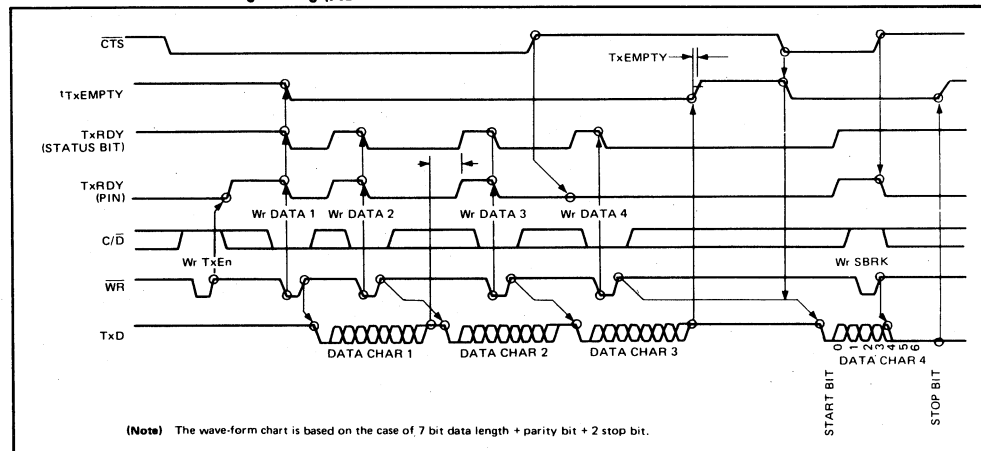 CTS
TxEMPTY
tTxEMPTY
TxRDY
(STATUS BIT)
TxRDY
(PIN)
Wr DATA 1 Wr DATA 2 Wr DATA 3 Wr DATA 4
C/D
Wr TxEn Wr SBRK
WR
TxD
DATA CHAR 1 DATA CHAR 2 DATA CHAR 3 0 1 2 3 4 5 6
DATA CHAR 4
START BIT
STOP BIT
(Note) The wave-form chart is based on the case of 7 bit data length + parity bit + 2 stop bit.